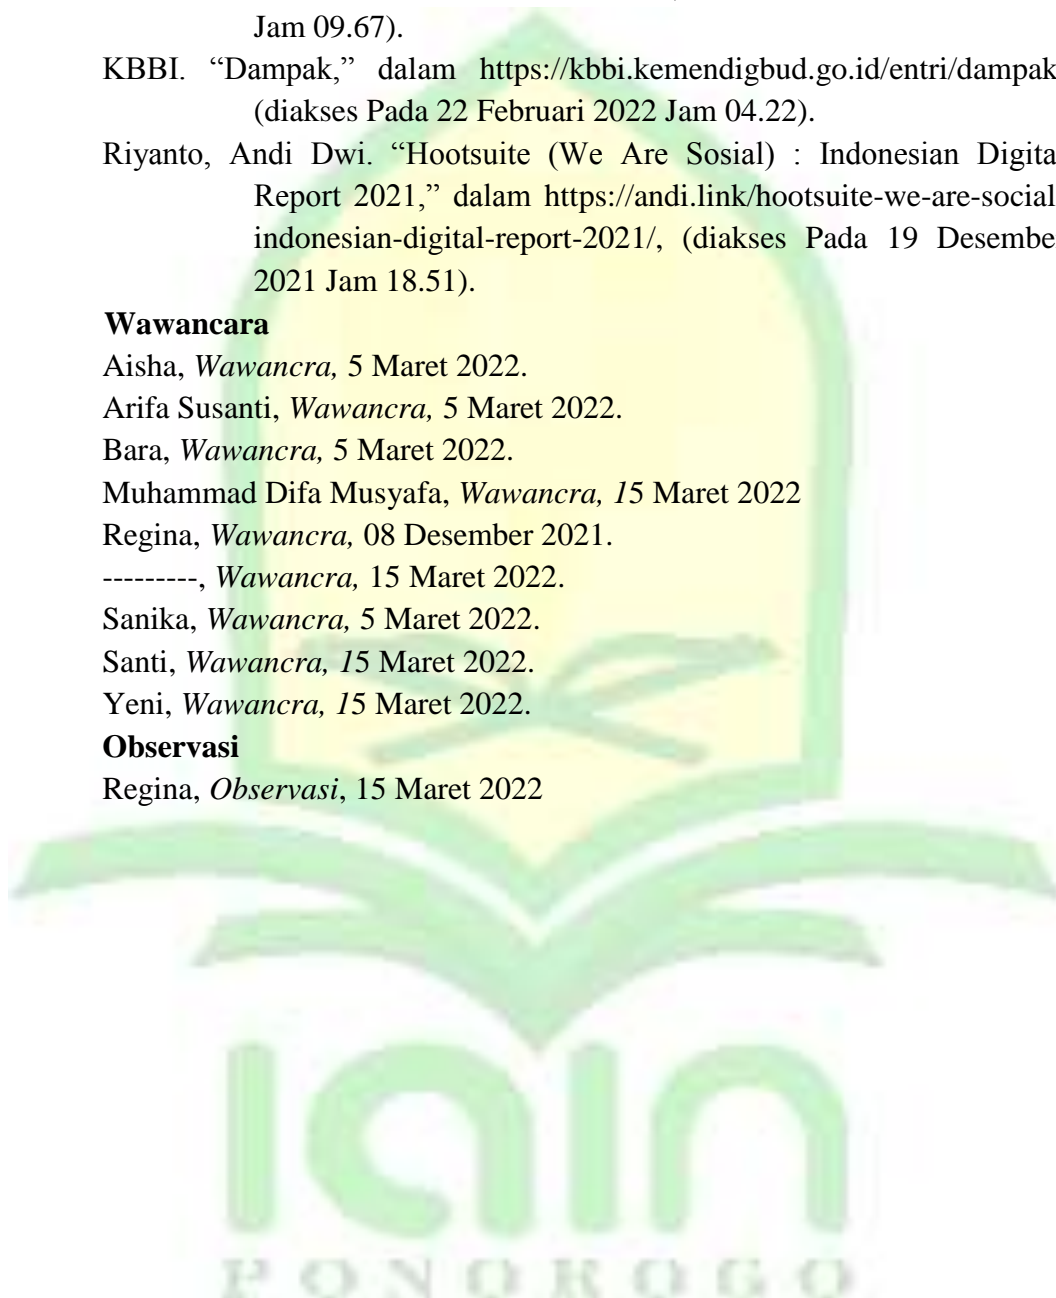 Jam 09.67).
KBBI. “Dampak,” dalam https://kbbi.kemendigbud.go.id/entri/dampak
(diakses Pada 22 Februari 2022 Jam 04.22).
Riyanto, Andi Dwi. “Hootsuite (We Are Sosial) : Indonesian Digita
Report 2021,” dalam https://andi.link/hootsuite-we-are-social
indonesian-digital-report-2021/, (diakses Pada 19 Desembe
2021 Jam 18.51).
Wawancara
Aisha, Wawancra, 5 Maret 2022.
Arifa Susanti, Wawancra, 5 Maret 2022.
Bara, Wawancra, 5 Maret 2022.
Muhammad Difa Musyafa, Wawancra, 15 Maret 2022
Regina, Wawancra, 08 Desember 2021.
---------, Wawancra, 15 Maret 2022.
Sanika, Wawancra, 5 Maret 2022.
Santi, Wawancra, 15 Maret 2022.
Yeni, Wawancra, 15 Maret 2022.
Observasi
Regina, Observasi, 15 Maret 2022
iain
PONOROGO